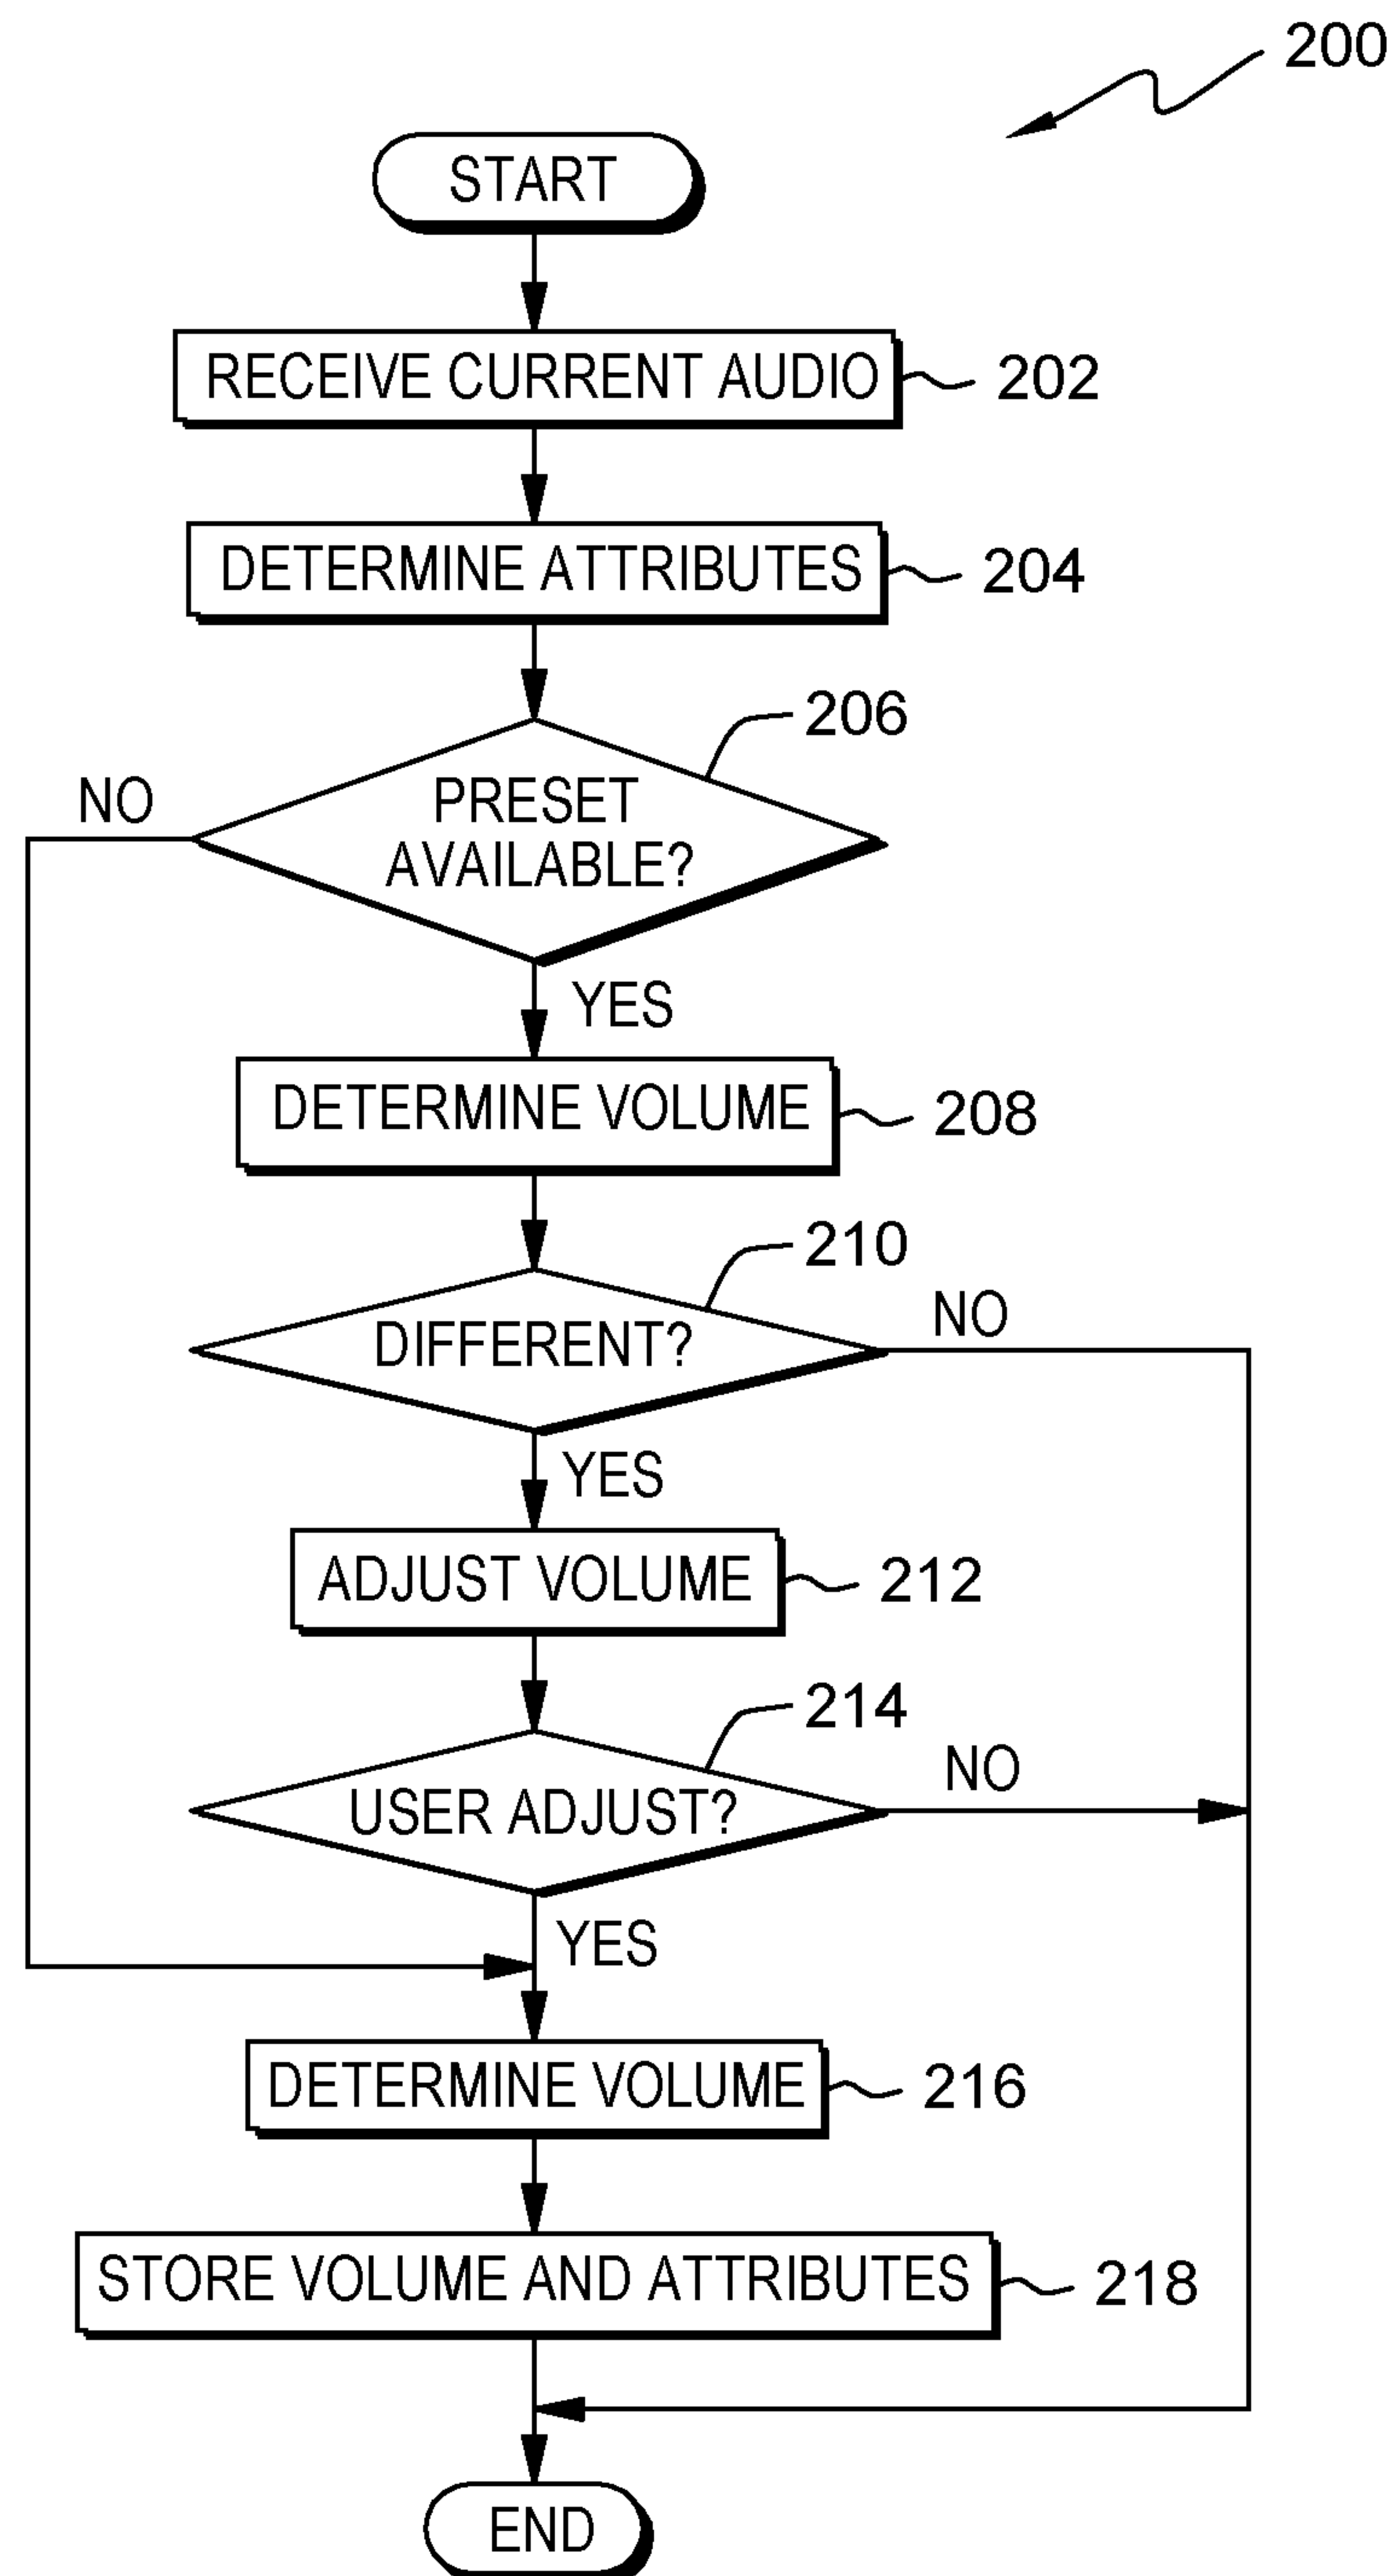 200
START
RECEIVE CURRENT AUDIO
202
DETERMINE ATTRIBUTES
204
206
NO
PRESET
AVAILABLE?
YES
DETERMINE VOLUME
208
210
NO
DIFFERENT?
YES
ADJUST VOLUME
212
214
NO
USER ADJUST?
YES
DETERMINE VOLUME
216
STORE VOLUME AND ATTRIBUTES
218
END